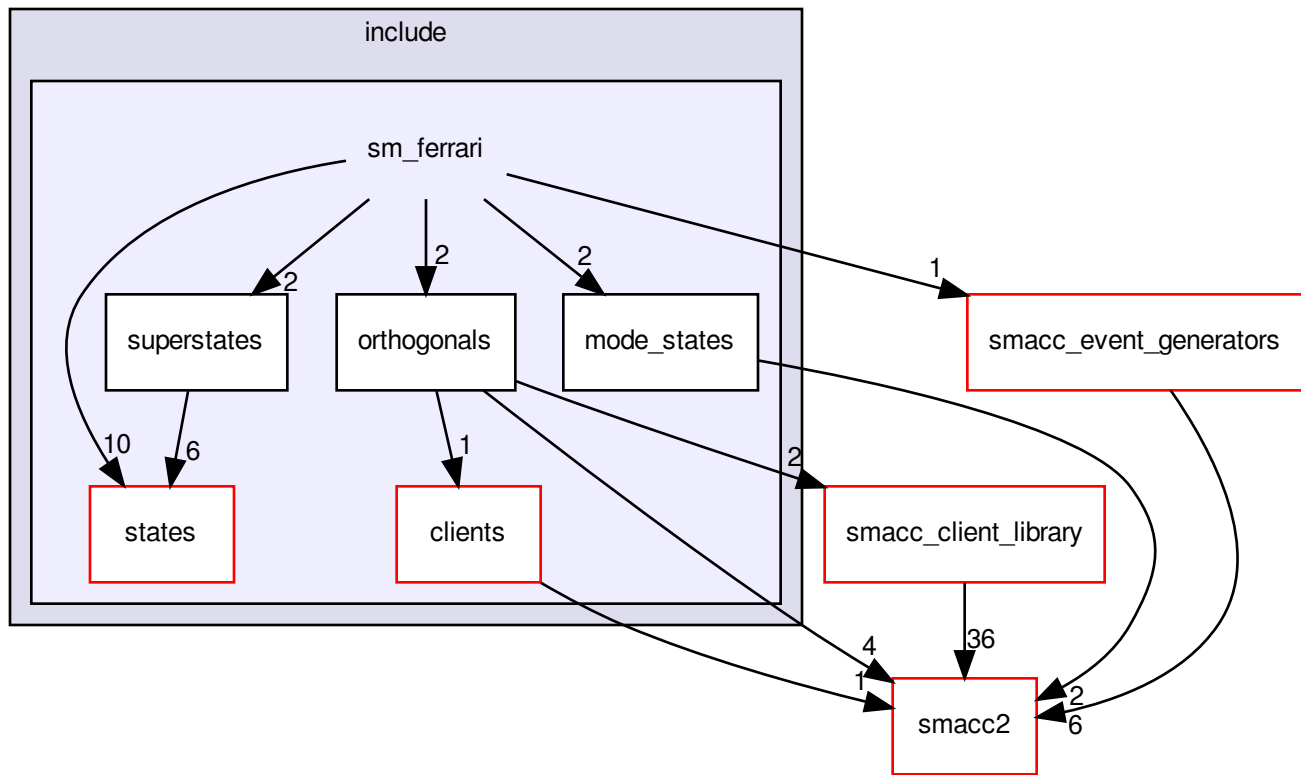 include
sm_ferrari
2
2
2
1
superstates
orthogonals
mode_states
smacc_event_generators
10
6
1
2
states
clients
smacc_client_library
4
1
36
2
6
smacc2